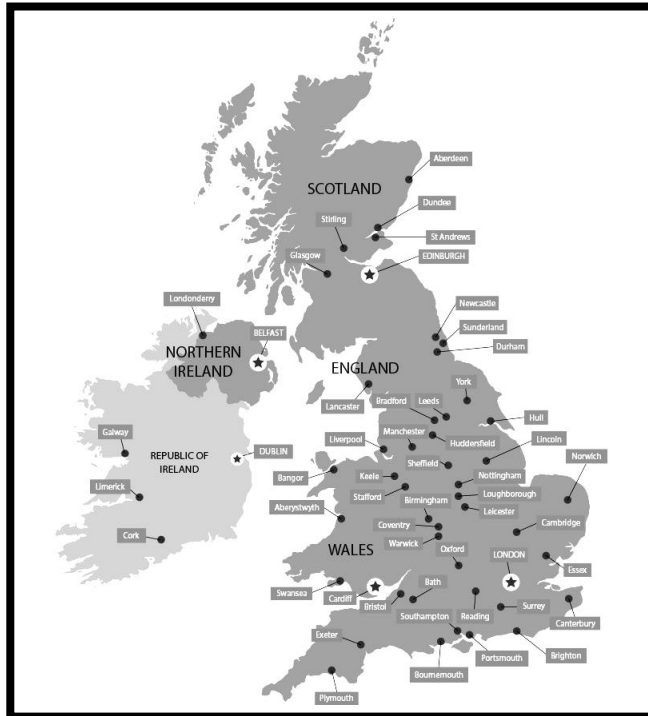 Aberdeen
SCOTLAND
Dundee
Stirling
St Andrews
Glasgow
EDINBURGH
Londonderry
Newcastle
Sunderland
BELFAST
Durham
NORTHERN
IRELAND
ENGLAND
York
Lancaster
Bradford
Leeds
Hull
Galway
Manchester
Liverpool
Huddersfield
Lincoln
DUBLIN
REPUBLIC OF
IRELAND
Sheffield
Norwich
Bangor
Keele
Nottingham
Limerick
Stafford
Loughborough
Aberystwyth
Birmingham
Leicester
Cambridge
Cork
Coventry
Warwick
WALES
Oxford
LONDON
Essex
Swansea
Cardiff
Bath
Bristol
Surrey
Southampton
Reading
Canterbury
Exeter
Portsmouth
Brighton
Bournemouth
Plymouth